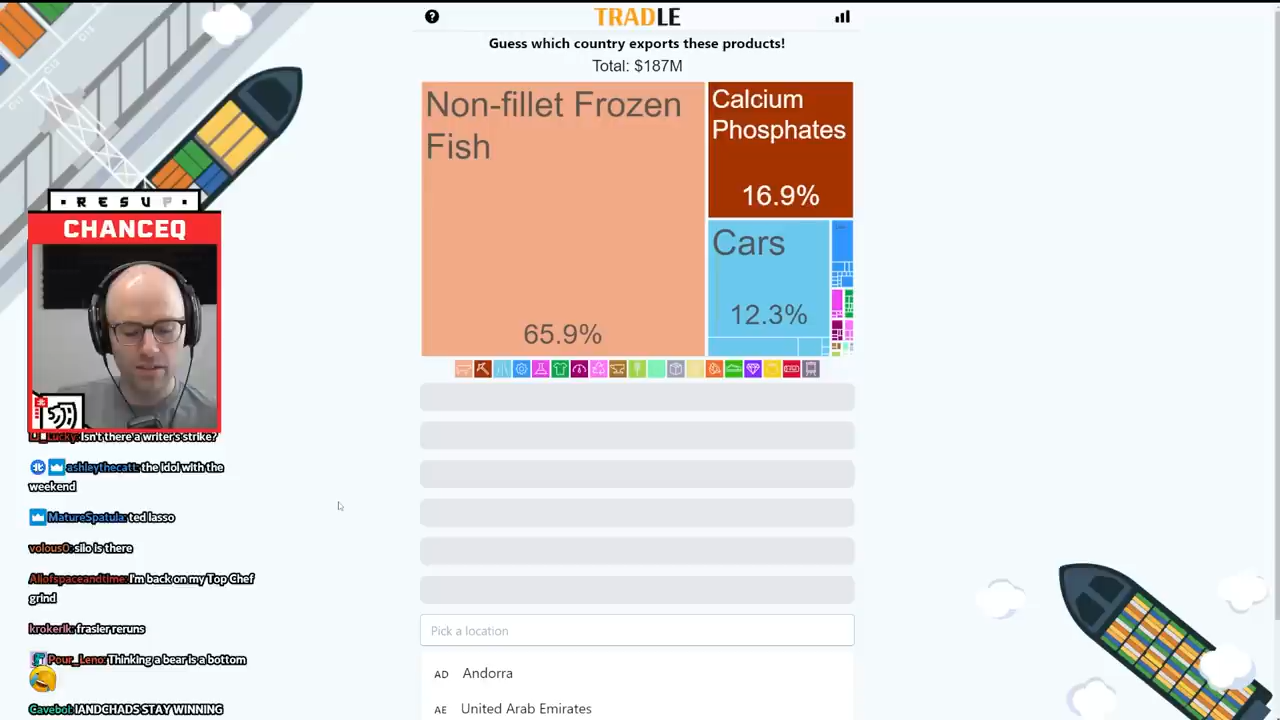 TRADLE
Guess which country exports these products!
Total: $187M
Non-fillet Frozen
Fish
65.9%
Calcium
Phosphates
16.9%
Cars
12.3%
RESUP
CHANCEQ
Isn't there a writer's strike?
ashleythecatt: the idol with the
weekend
MatureSpatula: ted lasso
volousO: silo is there
Allofspaceandtime: I'm back on my Top Chef
grind
krokerik: frasier reruns
Pour_Leno: Thinking a bear is a bottom
Cavebol: IANDCHADS STAY WINNING
Pick a location
AD Andorra
AE United Arab Emirates